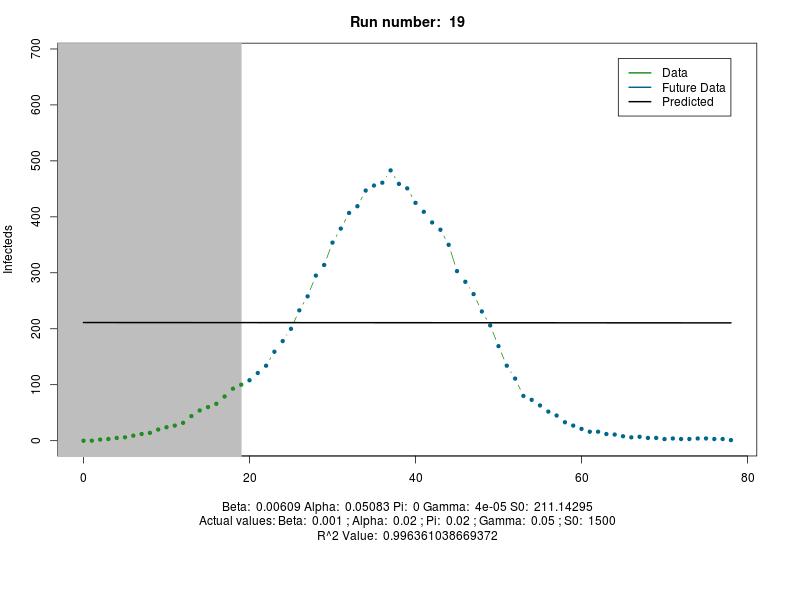 Run number:  19
700
600
500
400
300
200
100
0
Infecteds
Data
Future Data
Predicted
0 20 40 60 80
Beta:  0.00609 Alpha:  0.05083 Pi:  0 Gamma:  4e-05 S0:  211.14295
Actual values: Beta:  0.001 ; Alpha:  0.02 ; Pi:  0.02 ; Gamma:  0.05 ; S0:  1500
R^2 Value:  0.996361038669372